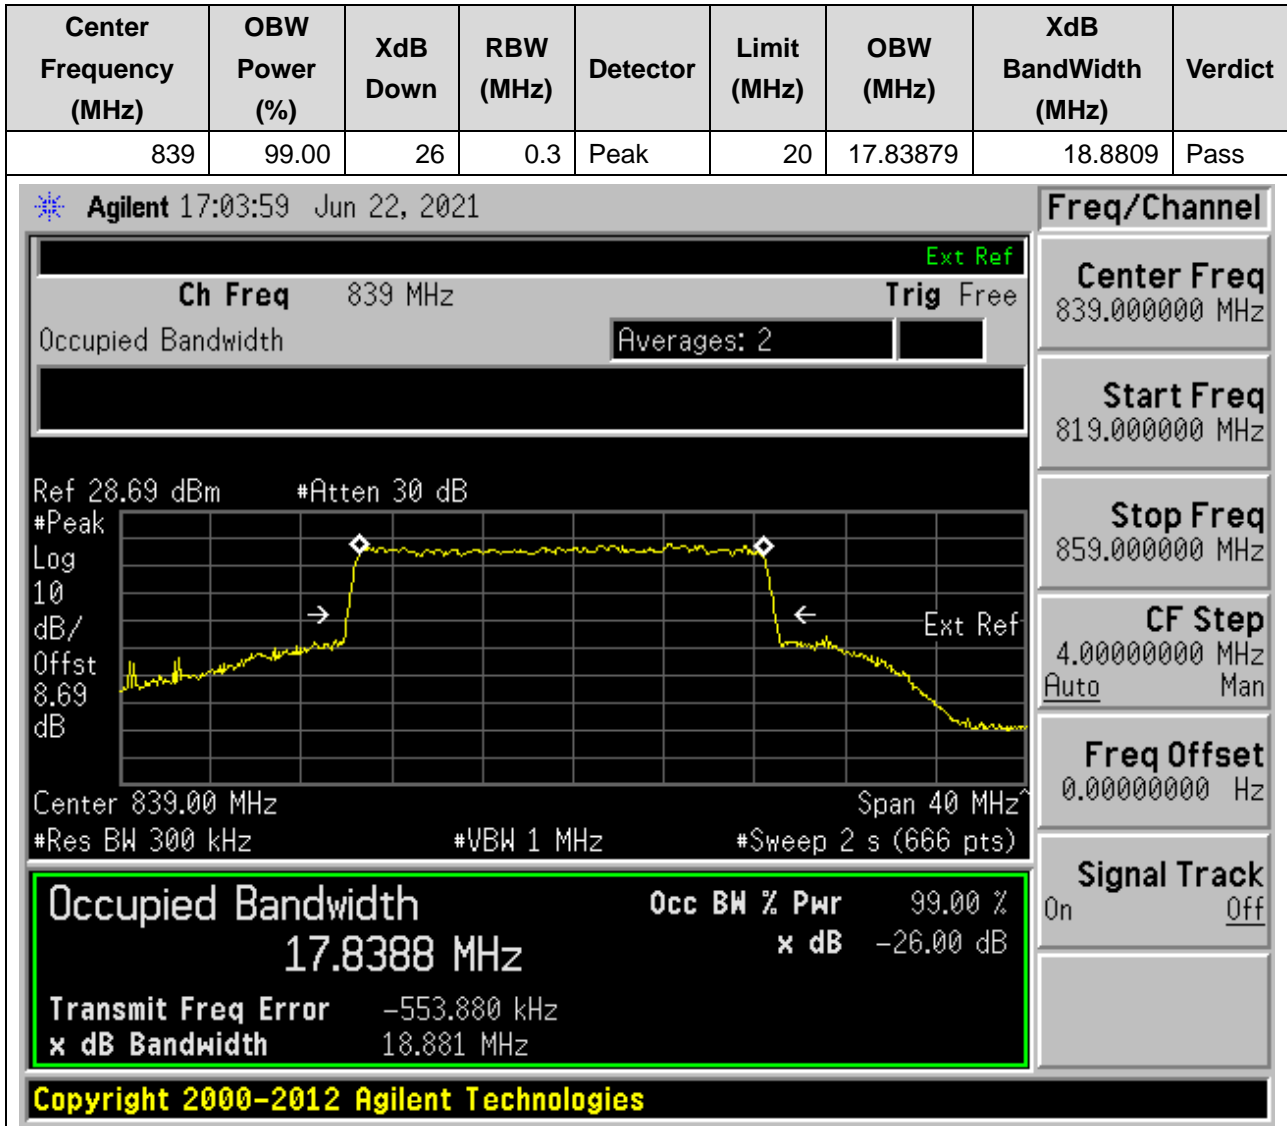 Center Frequency (MHz) OBW Power (%) XdB Down RBW (MHz) Detector Limit (MHz) OBW (MHz) XdB BandWidth (MHz) Verdict
839 99.00 26 0.3 Peak 20 17.83879 18.8809 Pass
Agilent 17:03:59 Jun 22, 2021
Freq/Channel
Ext Ref
Ch Freq 839 MHz Trig Free
Occupied Bandwidth Averages: 2
Center Freq
839.000000 MHz
Start Freq
819.000000 MHz
Stop Freq
859.000000 MHz
CF Step
4.00000000 MHz
Auto Man
Freq Offset
0.00000000 Hz
Signal Track
On Off
Ref 28.69 dBm #Atten 30 dB
#Peak
Log
10
dB/
Offst
8.69
dB
Ext Ref
Center 839.00 MHz Span 40 MHz^
#Res BW 300 kHz #VBW 1 MHz #Sweep 2 s (666 pts)
Occupied Bandwidth Occ BW % Pwr 99.00 %
17.8388 MHz x dB -26.00 dB
Transmit Freq Error -553.880 kHz
x dB Bandwidth 18.881 MHz
Copyright 2000-2012 Agilent Technologies